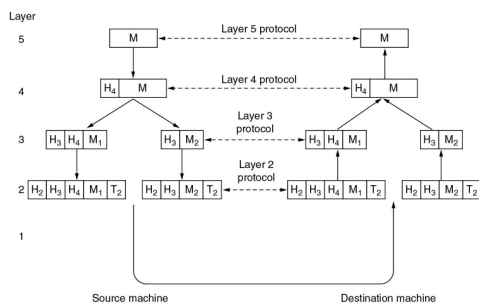 Layer
5 M Layer 5 protocol M
4 H4 M Layer 4 protocol H4 M
3 H3 H4 M1 H3 M2 Layer 3 protocol H3 H4 M1 H3 M2
2 H2 H3 H4 M1 T2 H2 H3 M2 T2 Layer 2 protocol H2 H3 H4 M1 T2 H2 H3 M2 T2
1
Source machine Destination machine